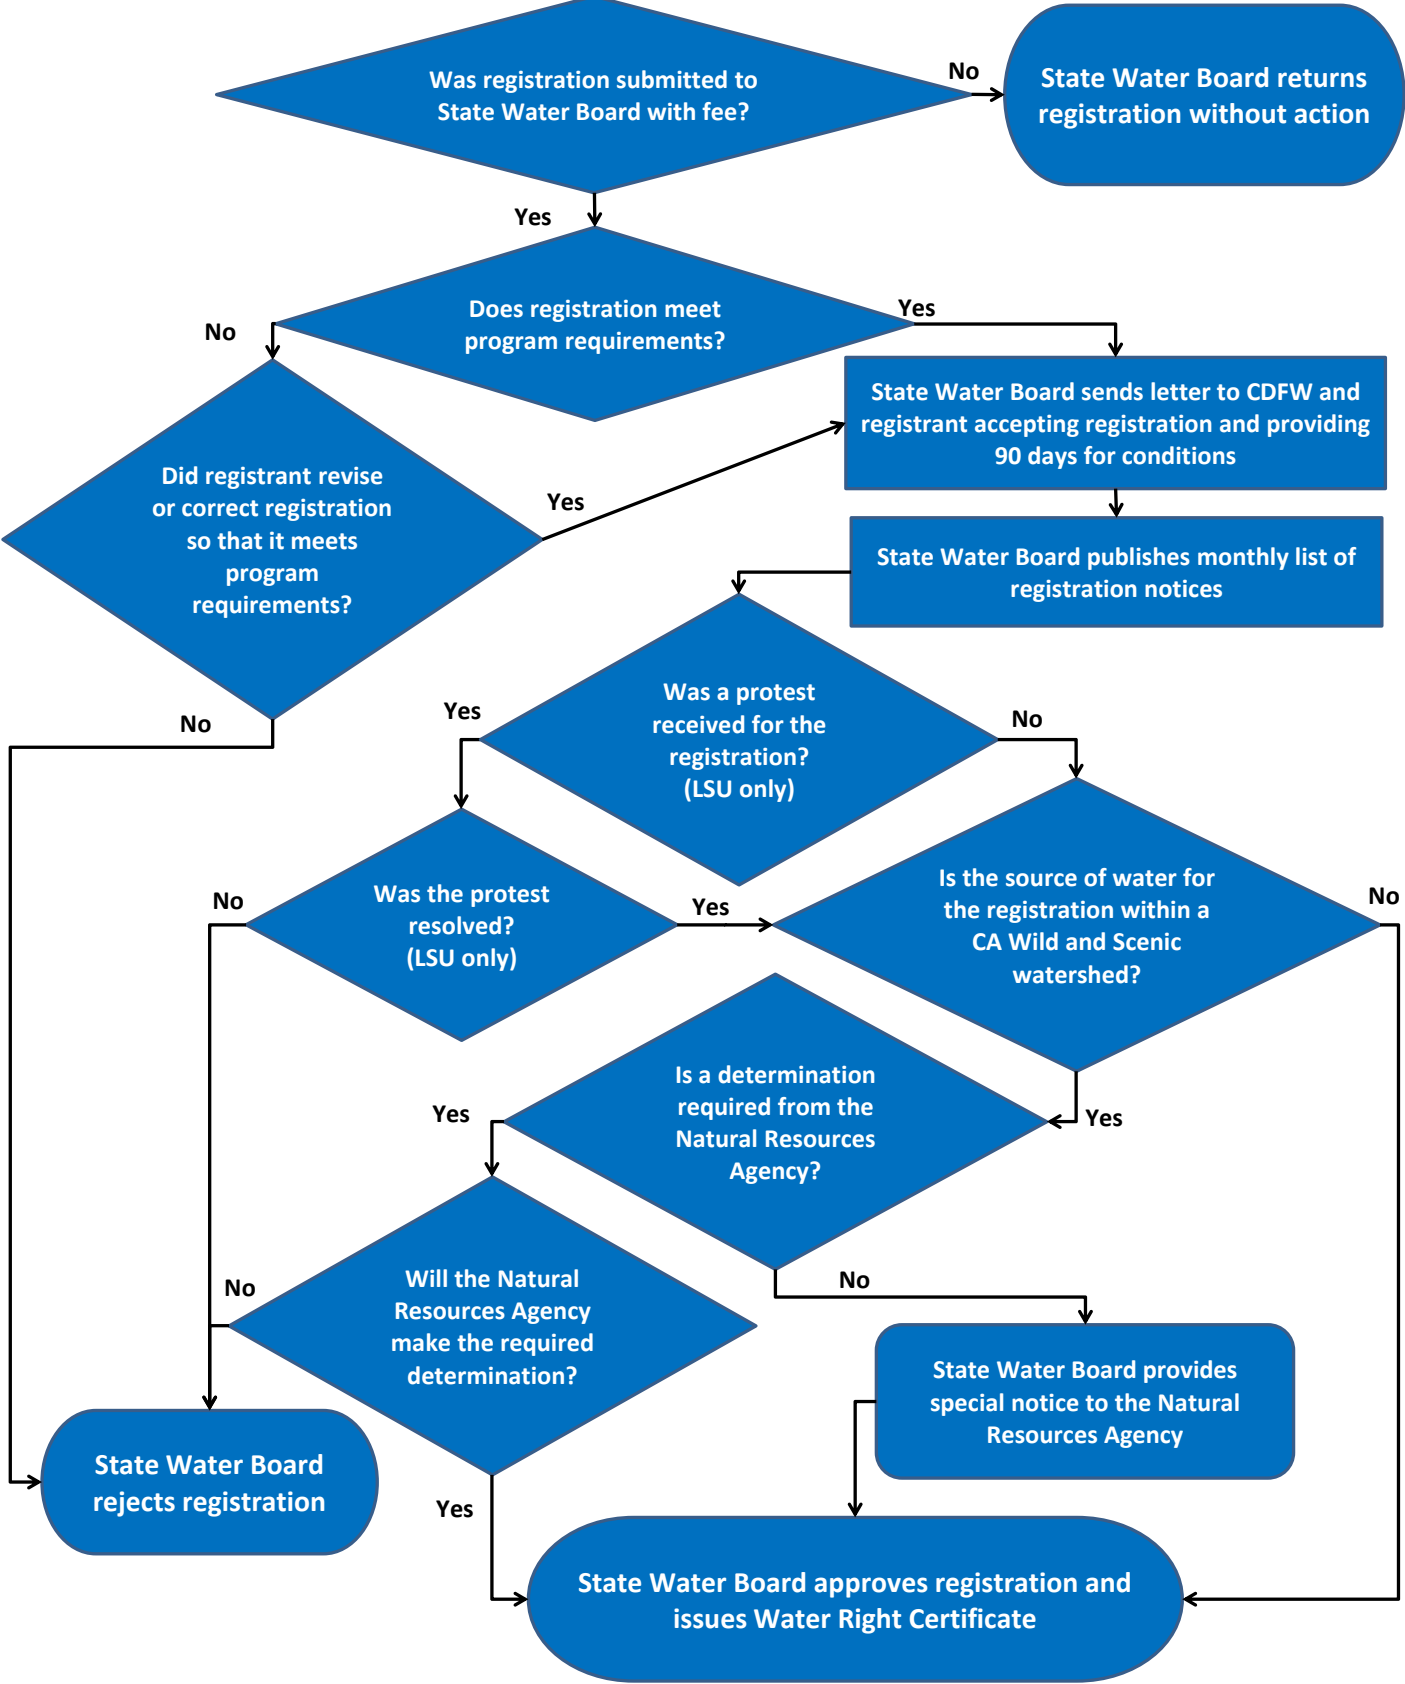 Was registration submitted to
State Water Board with fee?
No
State Water Board returns
registration without action
Yes
Does registration meet
program requirements?
No
Yes
State Water Board sends letter to CDFW and
registrant accepting registration and providing
90 days for conditions
Did registrant revise
or correct registration
so that it meets
program
requirements?
Yes
No
State Water Board publishes monthly list of
registration notices
Was a protest
received for the
registration?
(LSU only)
Yes
No
Was the protest
resolved?
(LSU only)
No
Yes
Is the source of water for
the registration within a
CA Wild and Scenic
watershed?
No
Yes
Is a determination
required from the
Natural Resources
Agency?
Yes
No
Will the Natural
Resources Agency
make the required
determination?
No
Yes
State Water Board provides
special notice to the Natural
Resources Agency
State Water Board
rejects registration
State Water Board approves registration and
issues Water Right Certificate